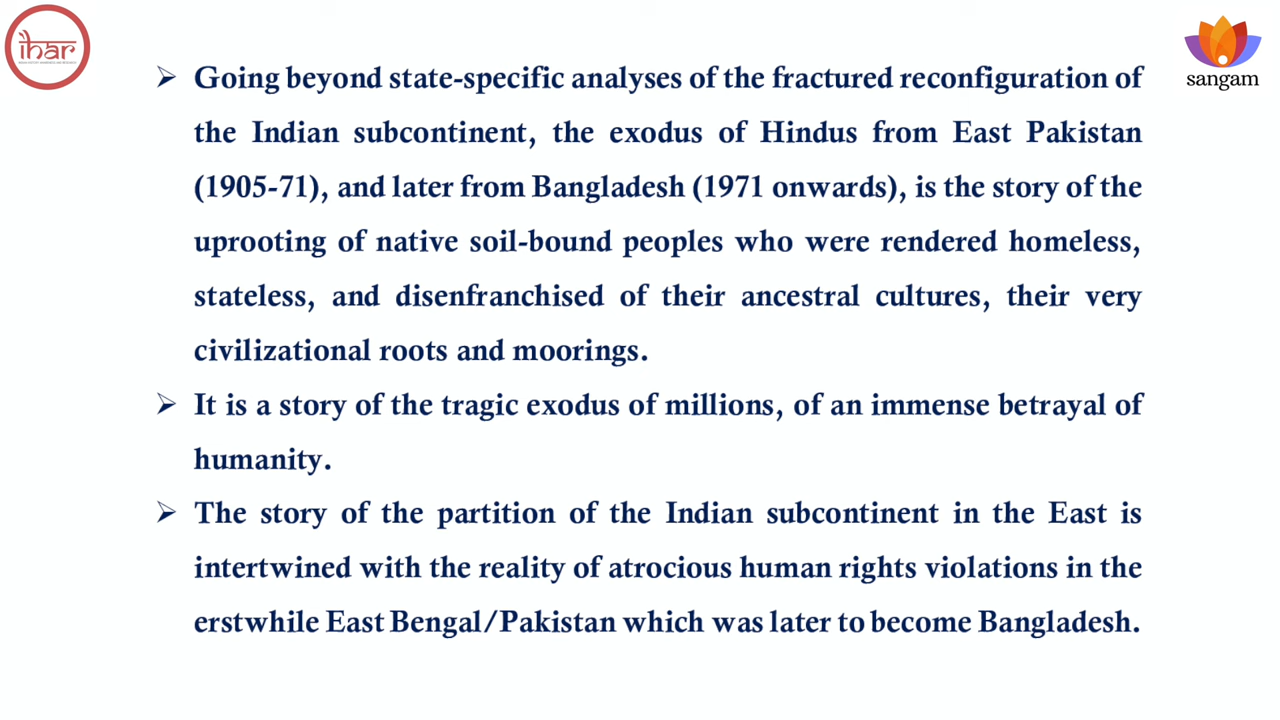 ihar
sangam
➢ Going beyond state-specific analyses of the fractured reconfiguration of
the Indian subcontinent, the exodus of Hindus from East Pakistan
(1905-71), and later from Bangladesh (1971 onwards), is the story of the
uprooting of native soil-bound peoples who were rendered homeless,
stateless, and disenfranchised of their ancestral cultures, their very
civilizational roots and moorings.
➢ It is a story of the tragic exodus of millions, of an immense betrayal of
humanity.
➢ The story of the partition of the Indian subcontinent in the East is
intertwined with the reality of atrocious human rights violations in the
erstwhile East Bengal/Pakistan which was later to become Bangladesh.